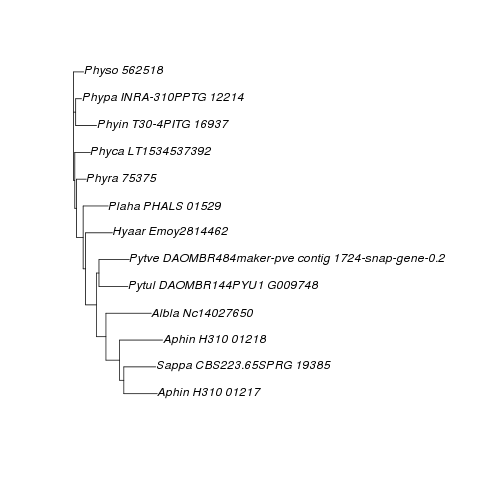 Physo 562518
Phypa INRA-310PPTG 12214
Phyin T30-4PITG 16937
Phyca LT1534537392
Phyra 75375
Plaha PHALS 01529
Hyaar Emoy2814462
Pytve DAOMBR484maker-pve contig 1724-snap-gene-0.2
Pytul DAOMBR144PYU1 G009748
Albla Nc14027650
Aphin H310 01218
Sappa CBS223.65SPRG 19385
Aphin H310 01217